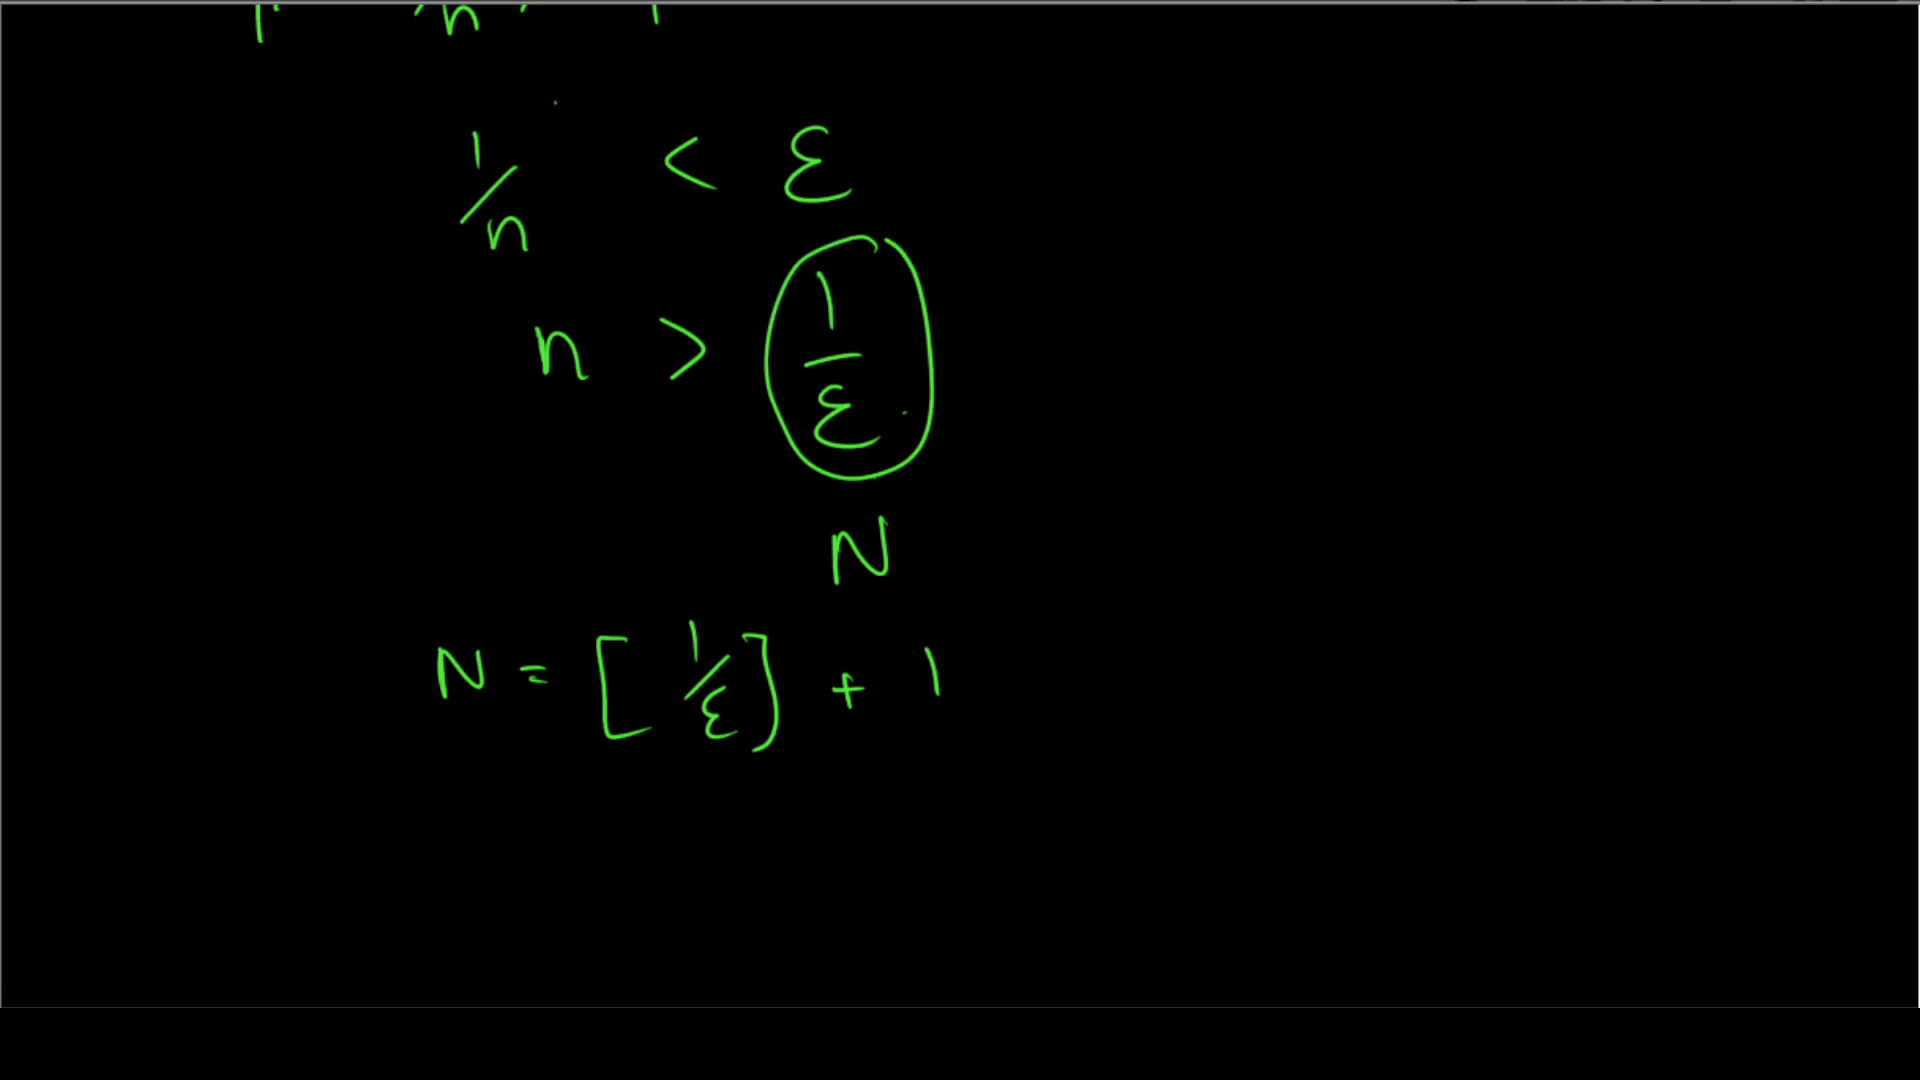 1/n < ε
n > 1/ε
N
N = [1/ε] + 1